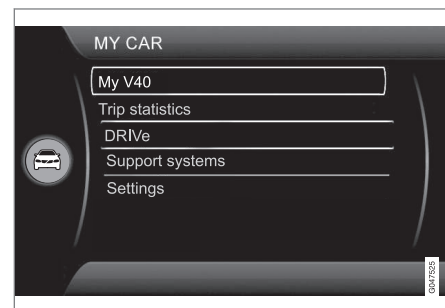 MY CAR
My V40
Trip statistics
DRIVe
Support systems
Settings
G047525